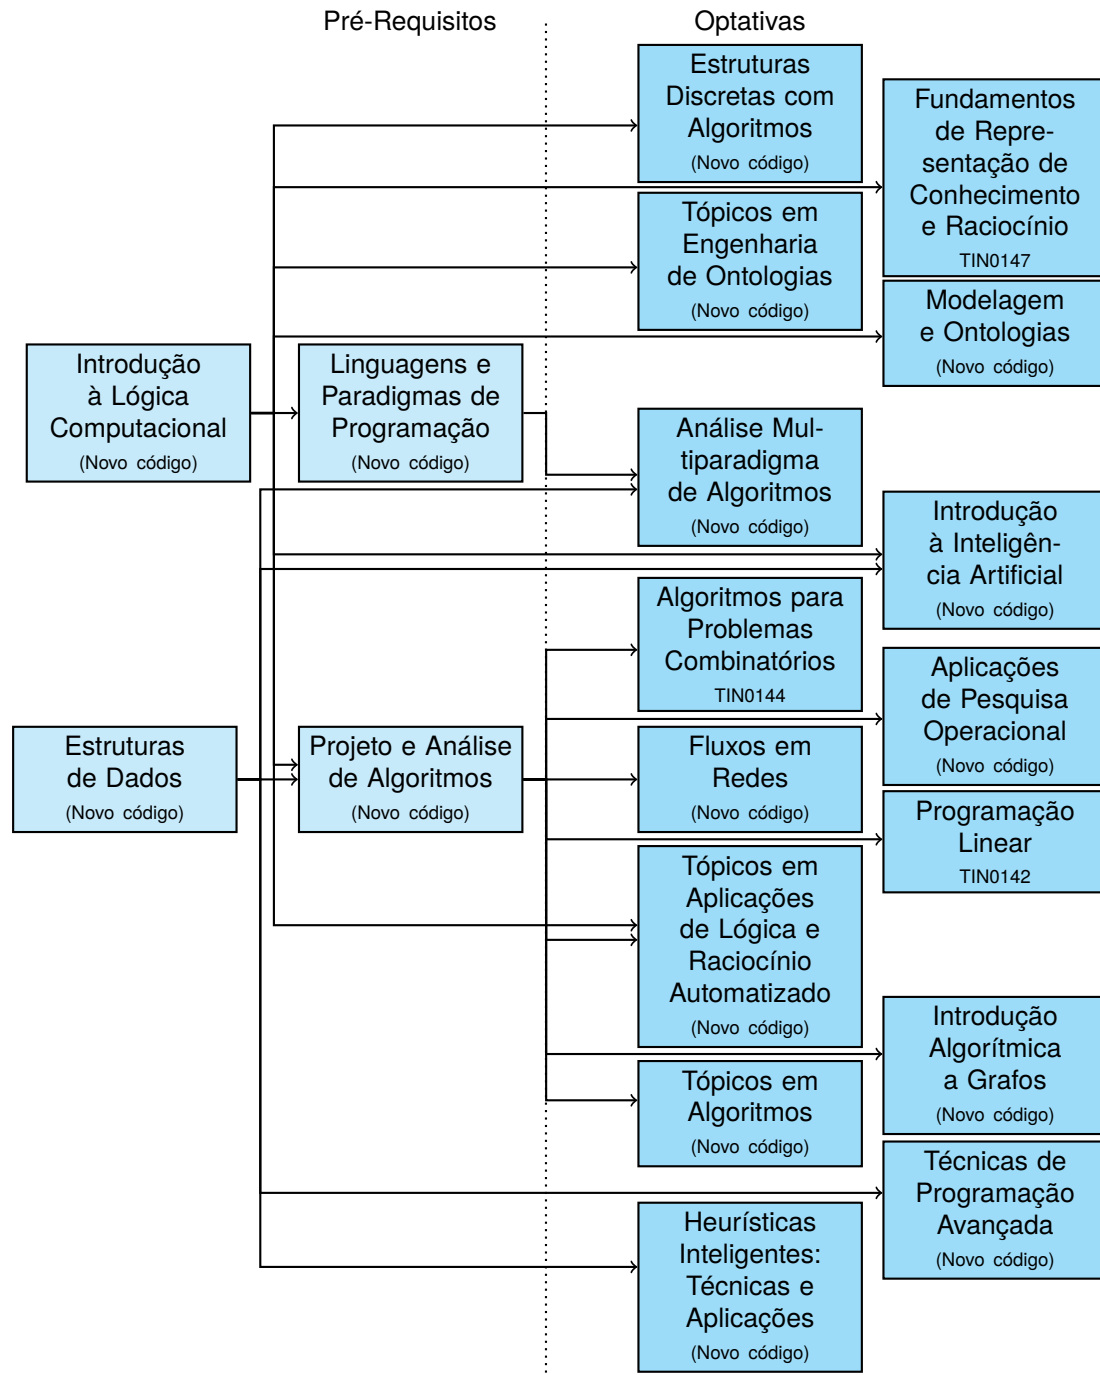 Pré-Requisitos
Optativas
Estruturas
Discretas com
Algoritmos
(Novo código)
Fundamentos
de Repre-
sentação de
Conhecimento
e Raciocínio
TIN0147
Tópicos em
Engenharia
de Ontologias
(Novo código)
Modelagem
e Ontologias
(Novo código)
Introdução
à Lógica
Computacional
(Novo código)
Linguagens e
Paradigmas de
Programação
(Novo código)
Análise Mul-
tiparadigma
de Algoritmos
(Novo código)
Introdução
à Inteligên-
cia Artificial
(Novo código)
Algoritmos para
Problemas
Combinatórios
TIN0144
Aplicações
de Pesquisa
Operacional
(Novo código)
Estruturas
de Dados
(Novo código)
Projeto e Análise
de Algoritmos
(Novo código)
Fluxos em
Redes
(Novo código)
Programação
Linear
TIN0142
Tópicos em
Aplicações
de Lógica e
Raciocínio
Automatizado
(Novo código)
Introdução
Algorítmica
a Grafos
(Novo código)
Tópicos em
Algoritmos
(Novo código)
Técnicas de
Programação
Avançada
(Novo código)
Heurísticas
Inteligentes:
Técnicas e
Aplicações
(Novo código)